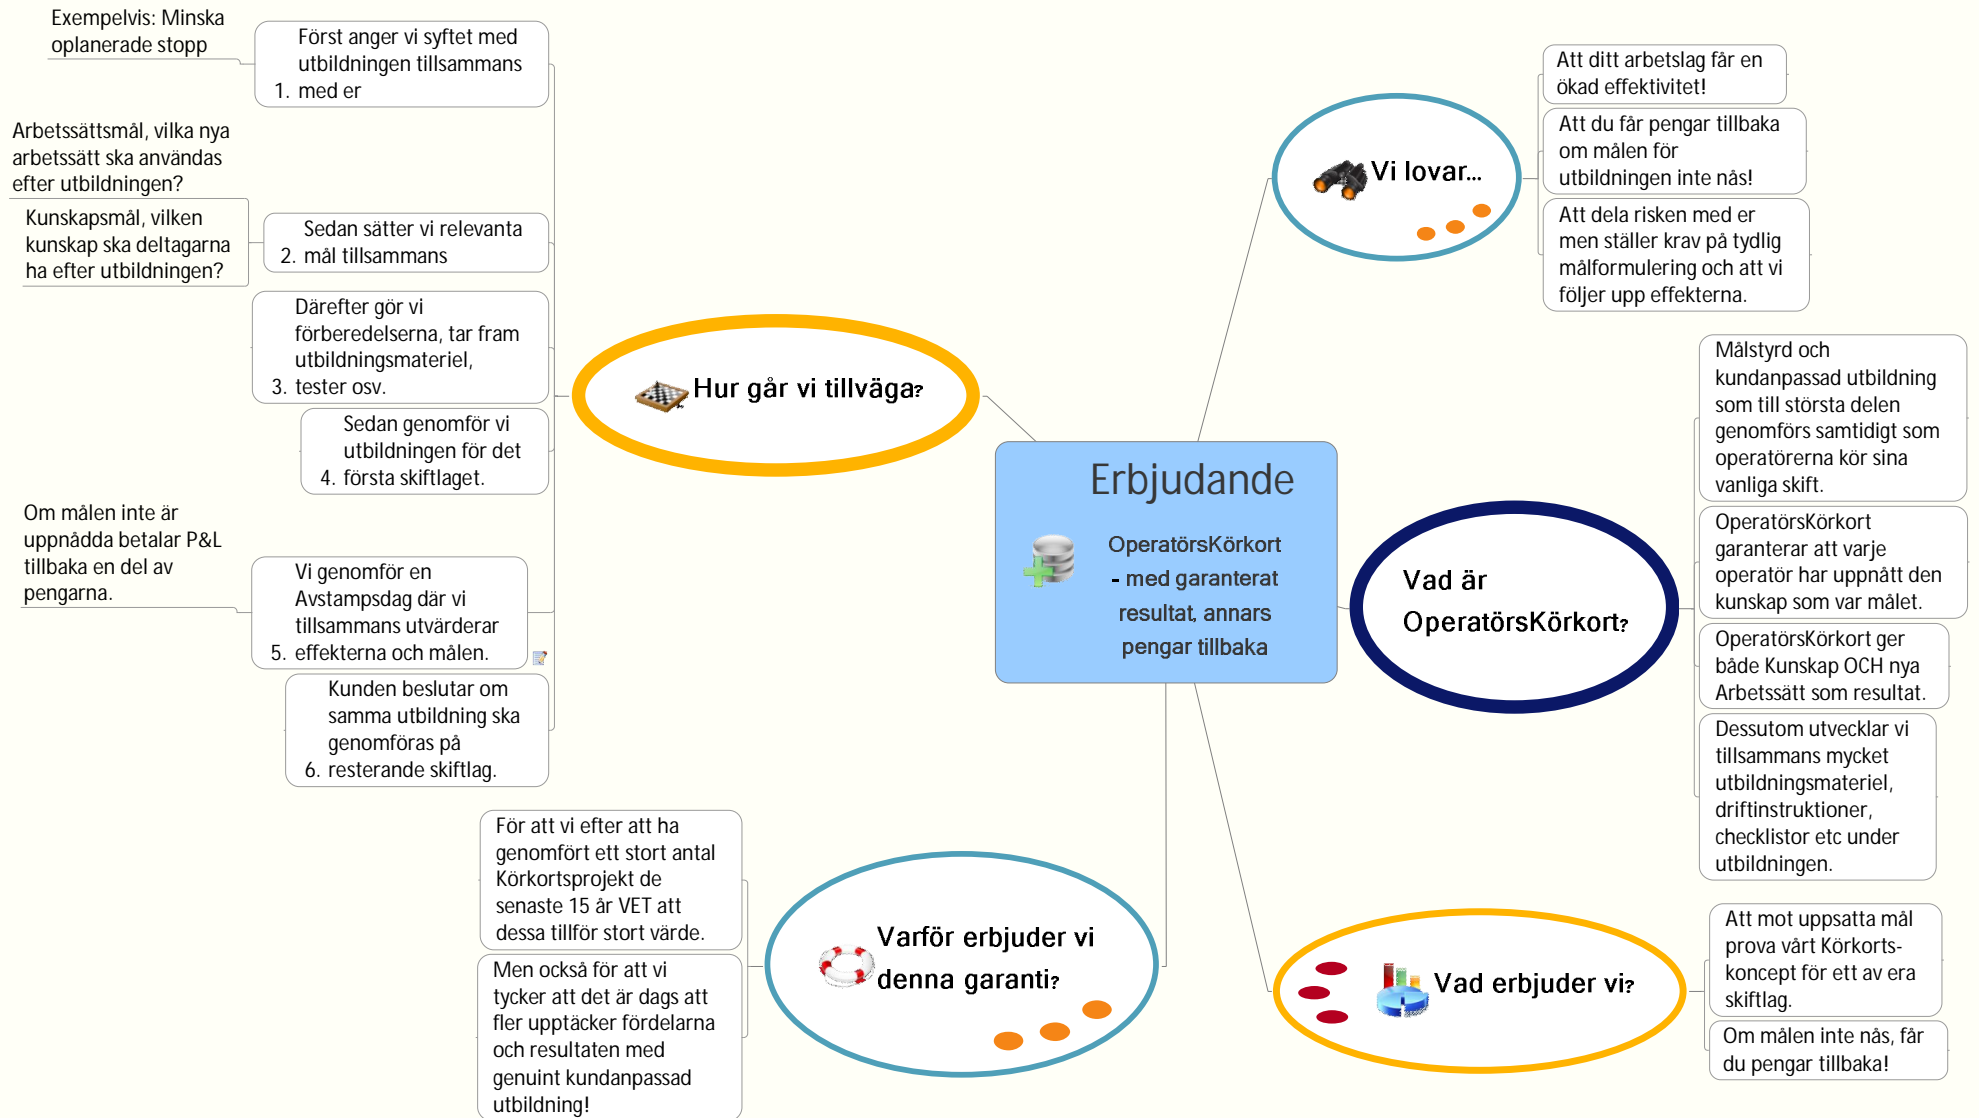 Erbjudande
OperatörsKörkort
- med garanterat
resultat, annars
pengar tillbaka
Vi lovar...
Att ditt arbetslag får en
ökad effektivitet!
Att du får pengar tillbaka
om målen för
utbildningen inte nås!
Att dela risken med er
men ställer krav på tydlig
målformulering och att vi
följer upp effekterna.
Vad är
OperatörsKörkort?
Målstyrd och
kundanpassad utbildning
som till största delen
genomförs samtidigt som
operatörerna kör sina
vanliga skift.
OperatörsKörkort
garanterar att varje
operatör har uppnått den
kunskap som var målet.
OperatörsKörkort ger
både Kunskap OCH nya
Arbetssätt som resultat.
Dessutom utvecklar vi
tillsammans mycket
utbildningsmateriel,
driftinstruktioner,
checklistor etc under
utbildningen.
Vad erbjuder vi?
Att mot uppsatta mål
prova vårt Körkorts-
koncept för ett av era
skiftlag.
Om målen inte nås, får
du pengar tillbaka!
Varför erbjuder vi
denna garanti?
För att vi efter att ha
genomfört ett stort antal
Körkortsprojekt de
senaste 15 år VET att
dessa tillför stort värde.
Men också för att vi
tycker att det är dags att
fler upptäcker fördelarna
och resultaten med
genuint kundanpassad
utbildning!
Hur går vi tillväga?
Först anger vi syftet med
utbildningen tillsammans
1. med er
Exempelvis: Minska
oplanerade stopp
Sedan sätter vi relevanta
2. mål tillsammans
Arbetssättsmål, vilka nya
arbetssätt ska användas
efter utbildningen?
Kunskapsmål, vilken
kunskap ska deltagarna
ha efter utbildningen?
Därefter gör vi
förberedelserna, tar fram
utbildningsmateriel,
3. tester osv.
Sedan genomför vi
utbildningen för det
4. första skiftlaget.
Vi genomför en
Avstampsdag där vi
tillsammans utvärderar
5. effekterna och målen.
Om målen inte är
uppnådda betalar P&L
tillbaka en del av
pengarna.
Kunden beslutar om
samma utbildning ska
genomföras på
6. resterande skiftlag.